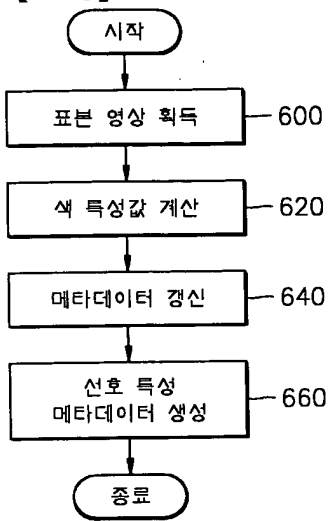 시작
표본 영상 획득
600
색 특성값 계산
620
메타데이터 갱신
640
선호 특성
메타데이터 생성
660
종료